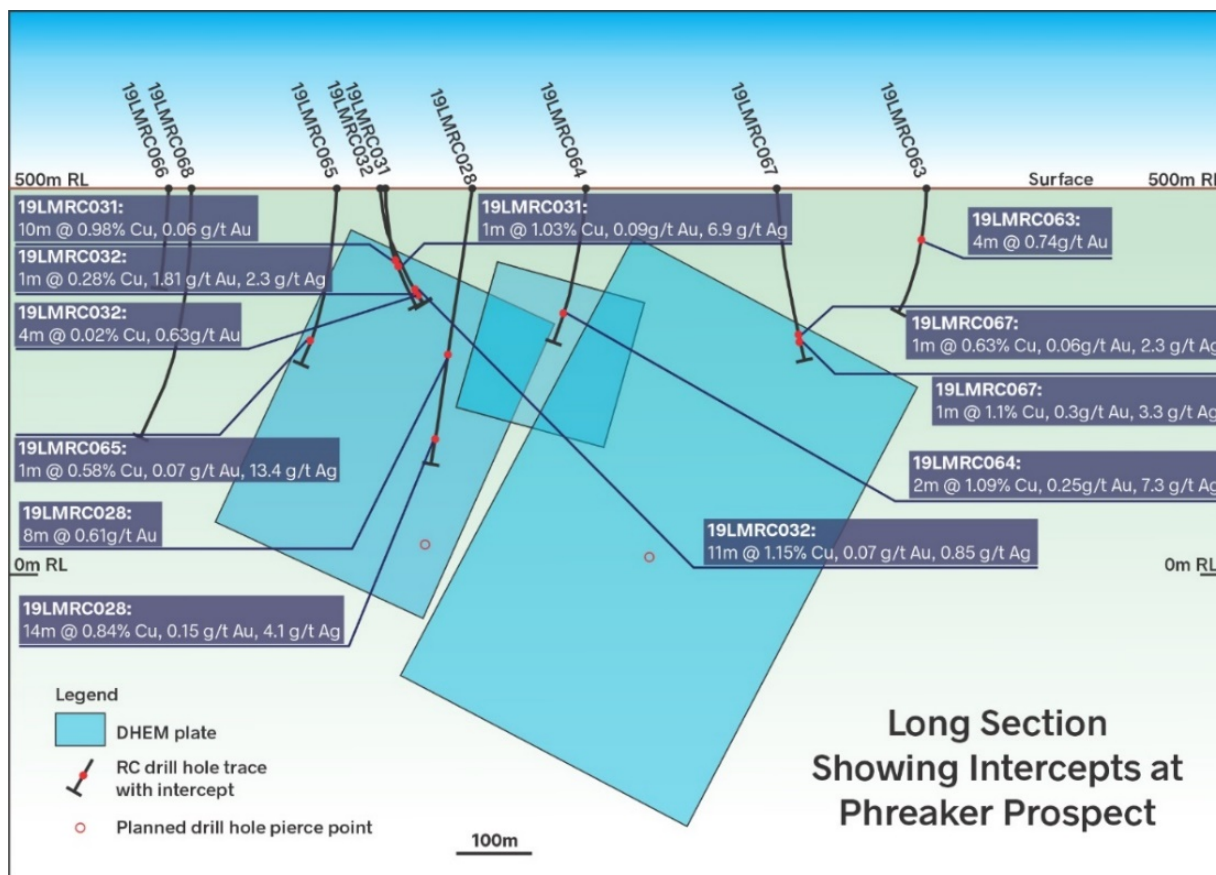 19LMRC066
19LMRC068
19LMRC065
19LMRC032
19LMRC031
19LMRC028
19LMRC064
19LMRC067
19LMRC063
500m RL
Surface
500m RL
19LMRC031:
10m @ 0.98% Cu, 0.06 g/t Au
19LMRC031:
1m @ 1.03% Cu, 0.09g/t Au, 6.9 g/t Ag
19LMRC063:
4m @ 0.74g/t Au
19LMRC032:
1m @ 0.28% Cu, 1.81 g/t Au, 2.3 g/t Ag
19LMRC032:
4m @ 0.02% Cu, 0.63g/t Au
19LMRC067:
1m @ 0.63% Cu, 0.06g/t Au, 2.3 g/t Ag
19LMRC067:
1m @ 1.1% Cu, 0.3g/t Au, 3.3 g/t Ag
19LMRC065:
1m @ 0.58% Cu, 0.07 g/t Au, 13.4 g/t Ag
19LMRC064:
2m @ 1.09% Cu, 0.25g/t Au, 7.3 g/t Ag
19LMRC028:
8m @ 0.61g/t Au
19LMRC032:
11m @ 1.15% Cu, 0.07 g/t Au, 0.85 g/t Ag
0m RL
0m RL
19LMRC028:
14m @ 0.84% Cu, 0.15 g/t Au, 4.1 g/t Ag
Legend
DHEM plate
RC drill hole trace
with intercept
Planned drill hole pierce point
100m
Long Section
Showing Intercepts at
Phreaker Prospect